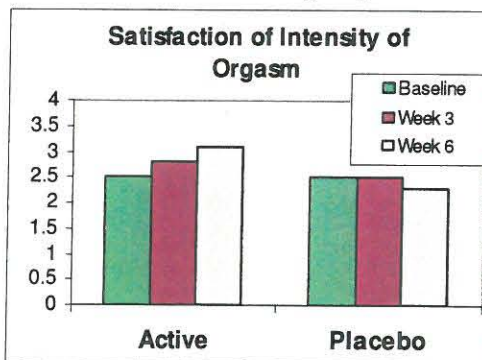 Satisfaction of Intensity of
Orgasm
Baseline
Week 3
Week 6
4
3.5
3
2.5
2
1.5
1
0.5
0
Active
Placebo